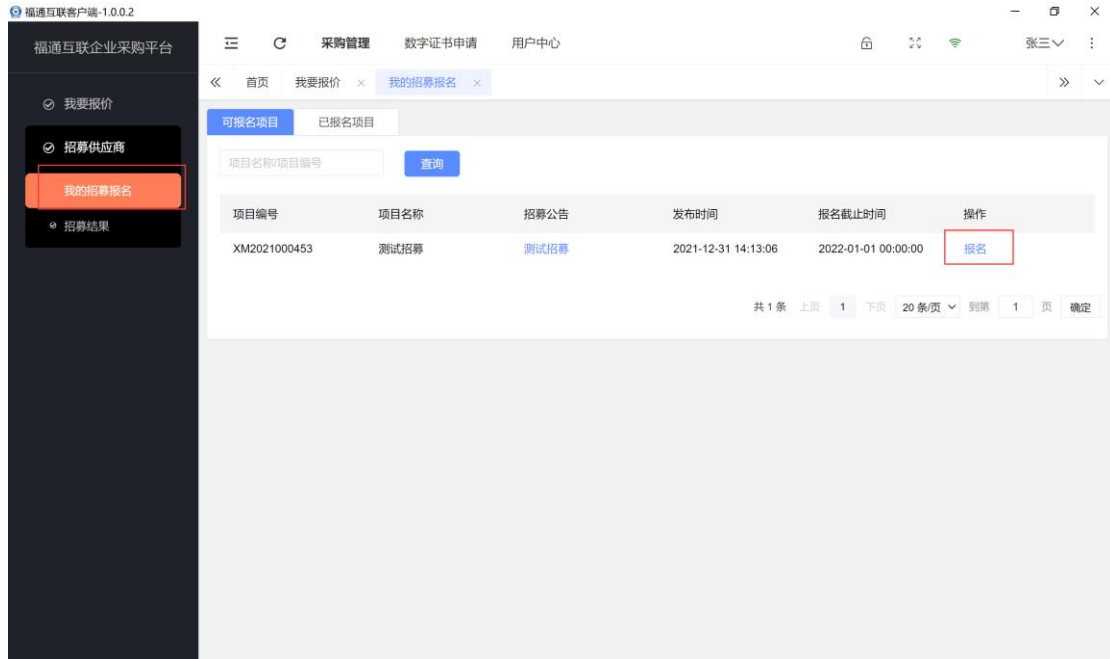 福通互联客户端-1.0.0.2
福通互联企业采购平台
采购管理 数字证书申请 用户中心 张三
首页 我要报价 我的招募报名
我要报价
招募供应商
我的招募报名
招募结果
可报名项目 已报名项目
项目名称/项目编号 查询
项目编号 项目名称 招募公告 发布时间 报名截止时间 操作
XM2021000453 测试招募 测试招募 2021-12-31 14:13:06 2022-01-01 00:00:00 报名
共 1 条 上页 1 下页 20 条/页 到第 1 页 确定